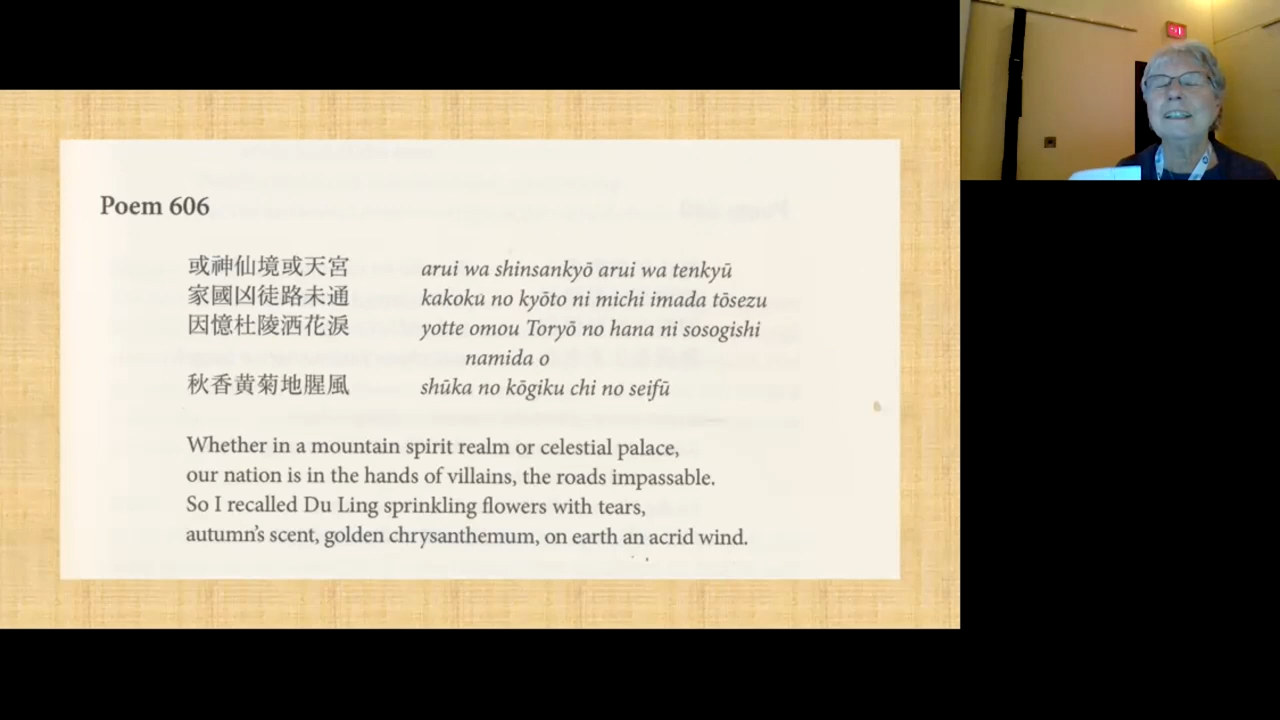 Poem 606
或神仙境或天宮
arui wa shinsankyō arui wa tenkyū
家國凶徒路未通
kakoku no kyōto ni michi imada tōsezu
因憶杜陵洒花淚
yotte omou Toryō no hana ni sosogishi
namida o
秋香黄菊地腥風
shūka no kōgiku chi no seifū
Whether in a mountain spirit realm or celestial palace,
our nation is in the hands of villains, the roads impassable.
So I recalled Du Ling sprinkling flowers with tears,
autumn’s scent, golden chrysanthemum, on earth an acrid wind.